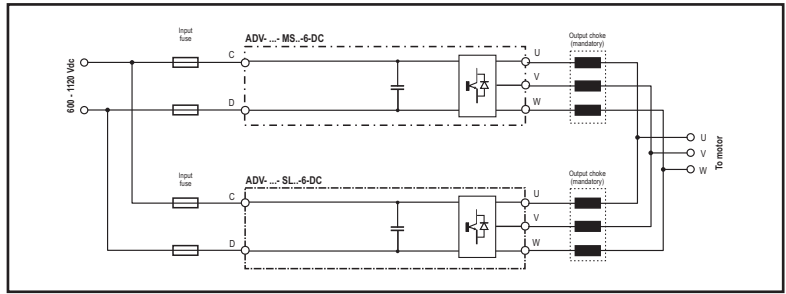 ADV- ...- MS..-6-DC
Input
fuse
Output choke
(mandatory)
C
U
V
D
W
600 - 1120 Vdc
U
V
W
To motor
Input
fuse
ADV- ...- SL..-6-DC
Output choke
(mandatory)
C
U
V
D
W